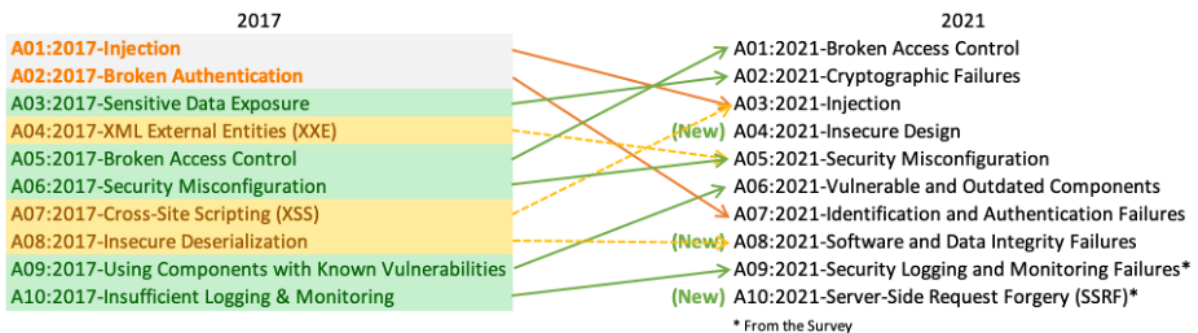 2017
A01:2017-Injection
A02:2017-Broken Authentication
A03:2017-Sensitive Data Exposure
A04:2017-XML External Entities (XXE)
A05:2017-Broken Access Control
A06:2017-Security Misconfiguration
A07:2017-Cross-Site Scripting (XSS)
A08:2017-Insecure Deserialization
A09:2017-Using Components with Known Vulnerabilities
A10:2017-Insufficient Logging & Monitoring
2021
A01:2021-Broken Access Control
A02:2021-Cryptographic Failures
A03:2021-Injection
(New) A04:2021-Insecure Design
A05:2021-Security Misconfiguration
A06:2021-Vulnerable and Outdated Components
A07:2021-Identification and Authentication Failures
(New) A08:2021-Software and Data Integrity Failures
A09:2021-Security Logging and Monitoring Failures*
(New) A10:2021-Server-Side Request Forgery (SSRF)*
* From the Survey